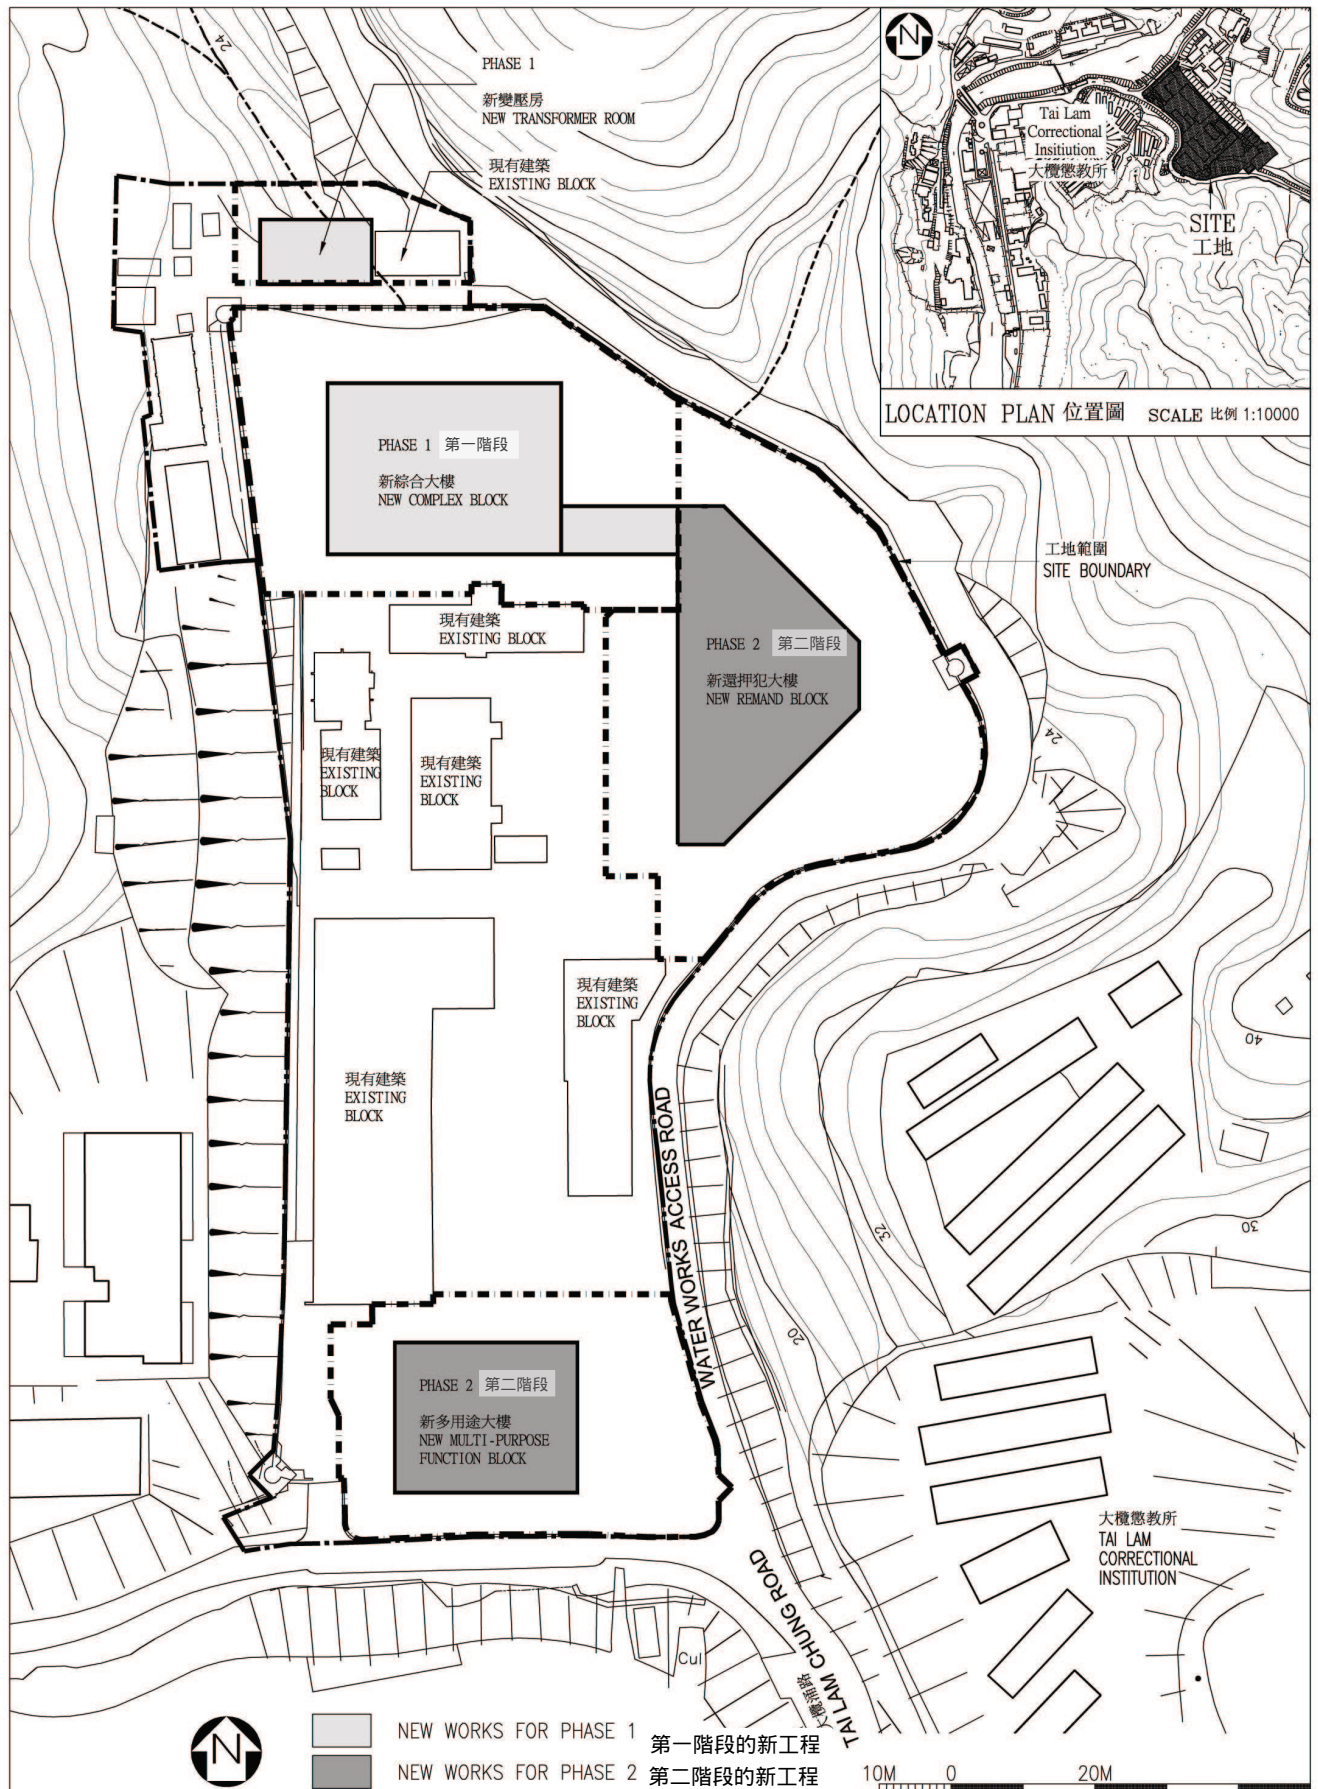 24
PHASE 1
新變壓房
NEW TRANSFORMER ROOM
現有建築
EXISTING BLOCK
N
Tai Lam
Correctional
Insitiution
大欖懲教所
SITE
工地
LOCATION PLAN 位置圖 SCALE 比例 1:10000
PHASE 1 第一階段
新綜合大樓
NEW COMPLEX BLOCK
工地範圍
SITE BOUNDARY
現有建築
EXISTING BLOCK
PHASE 2 第二階段
新還押犯大樓
NEW REMAND BLOCK
24
現有建築
EXISTING
BLOCK
現有建築
EXISTING
BLOCK
現有建築
EXISTING
BLOCK
現有建築
EXISTING
BLOCK
WATER WORKS ACCESS ROAD
40
32
30
20
PHASE 2 第二階段
新多用途大樓
NEW MULTI-PURPOSE
FUNCTION BLOCK
大欖懲教所
TAI LAM
CORRECTIONAL
INSTITUTION
Cul
大欖涌路
TAI LAM CHUNG ROAD
N
NEW WORKS FOR PHASE 1 第一階段的新工程
NEW WORKS FOR PHASE 2 第二階段的新工程
10M 0 20M